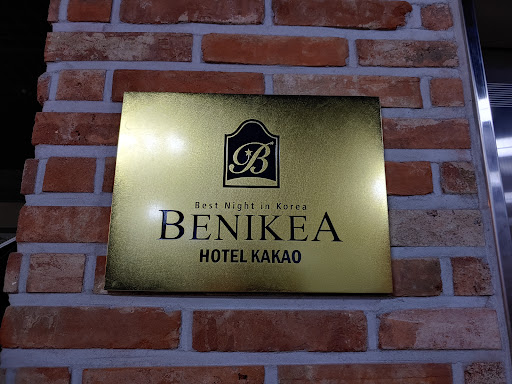 B
Best Night in Korea
BENIKEA
HOTEL KAKAO